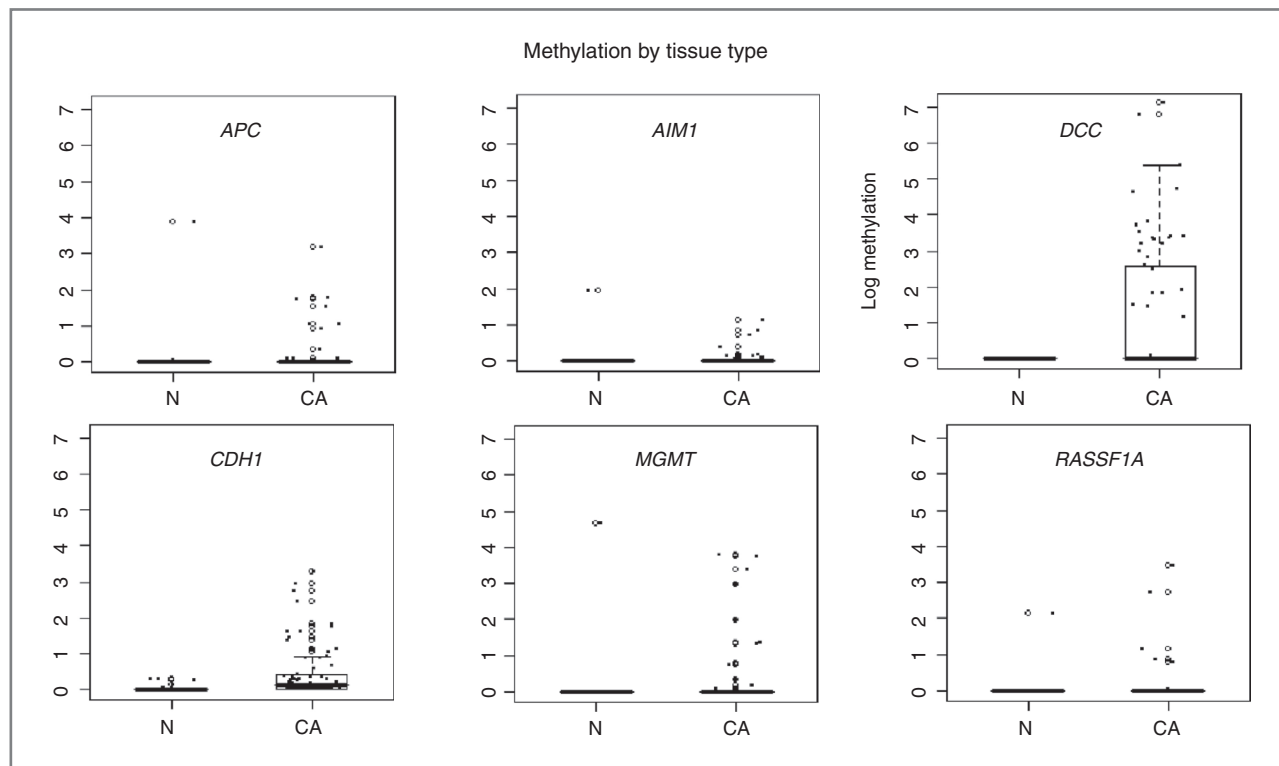 Methylation by tissue type
APC
0 1 2 3 4 5 6 7
N CA
AIM1
0 1 2 3 4 5 6 7
N CA
DCC
Log methylation
0 1 2 3 4 5 6 7
N CA
CDH1
0 1 2 3 4 5 6 7
N CA
MGMT
0 1 2 3 4 5 6 7
N CA
RASSF1A
0 1 2 3 4 5 6 7
N CA